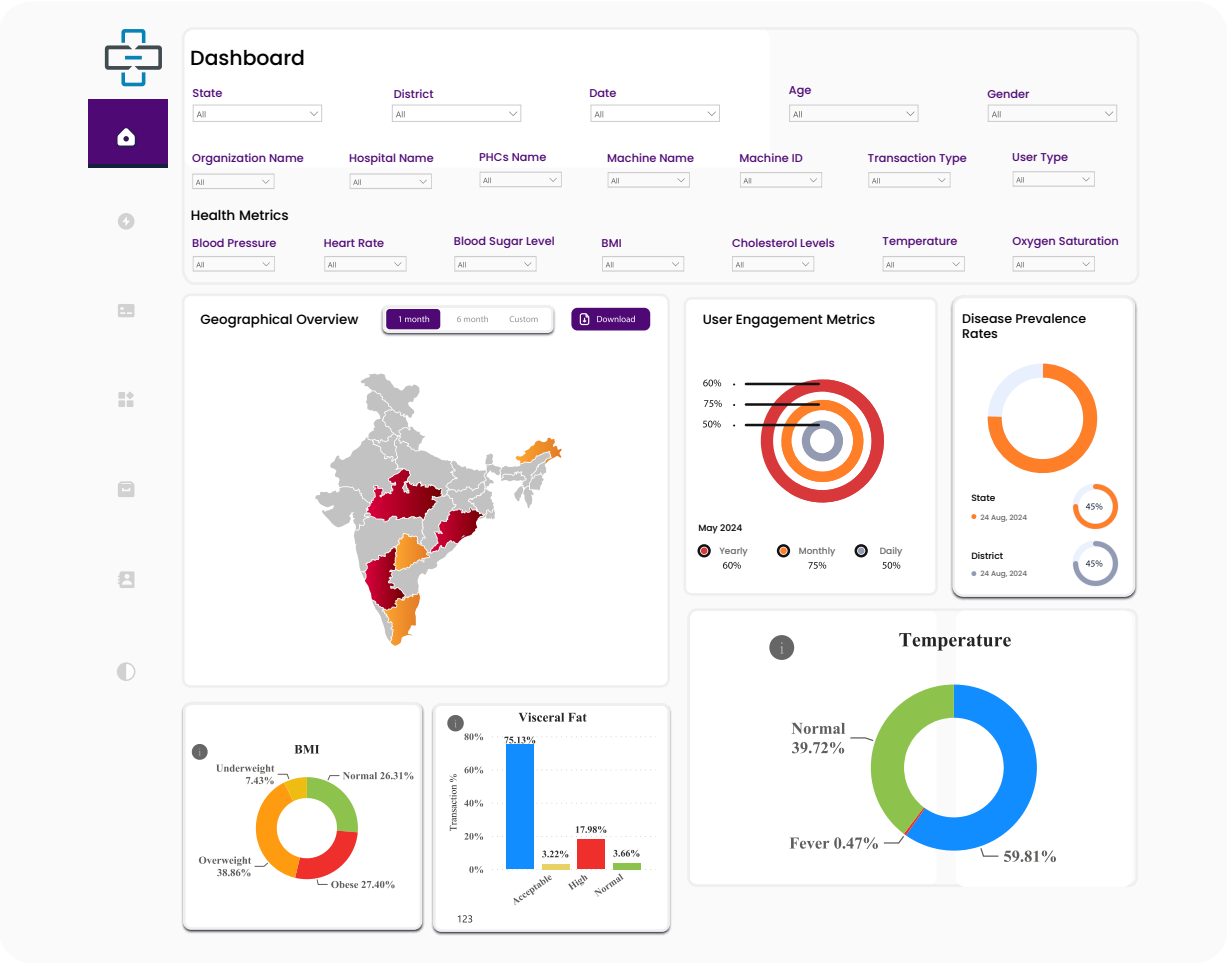 Dashboard
State District Date Age Gender
All All All All All
Organization Name Hospital Name PHCs Name Machine Name Machine ID Transaction Type User Type
All All All All All All All
Health Metrics
Blood Pressure Heart Rate Blood Sugar Level BMI Cholesterol Levels Temperature Oxygen Saturation
All All All All All All All
Geographical Overview 1 month 6 month Custom Download
User Engagement Metrics
60%
75%
50%
May 2024
Yearly Monthly Daily
60% 75% 50%
Disease Prevalence
Rates
State
24 Aug, 2024
45%
District
24 Aug, 2024
45%
i
Temperature
Normal
39.72%
Fever 0.47%
59.81%
i
BMI
Underweight
7.43%
Normal 26.31%
Overweight
38.86%
Obese 27.40%
i
Visceral Fat
Transaction %
80%
60%
40%
20%
0%
75.13%
3.22%
17.98%
3.66%
Acceptable
High
Normal
123